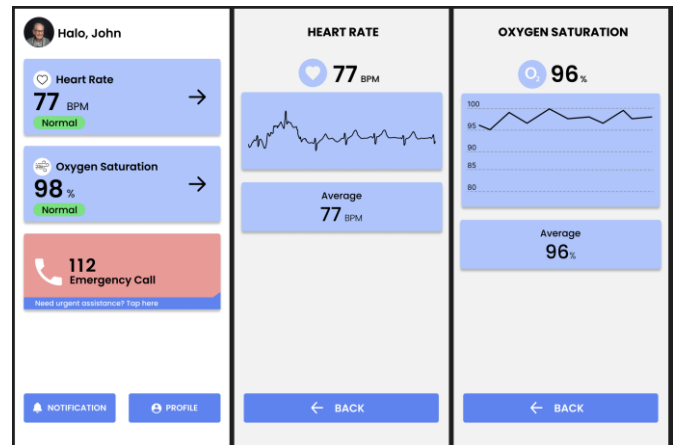 Halo, John
Heart Rate
77 BPM
Normal
Oxygen Saturation
98 %
Normal
112
Emergency Call
Need urgent assistance? Tap here
NOTIFICATION
PROFILE
HEART RATE
77 BPM
Average
77 BPM
BACK
OXYGEN SATURATION
O₂ 96%
100
95
90
85
80
Average
96%
BACK